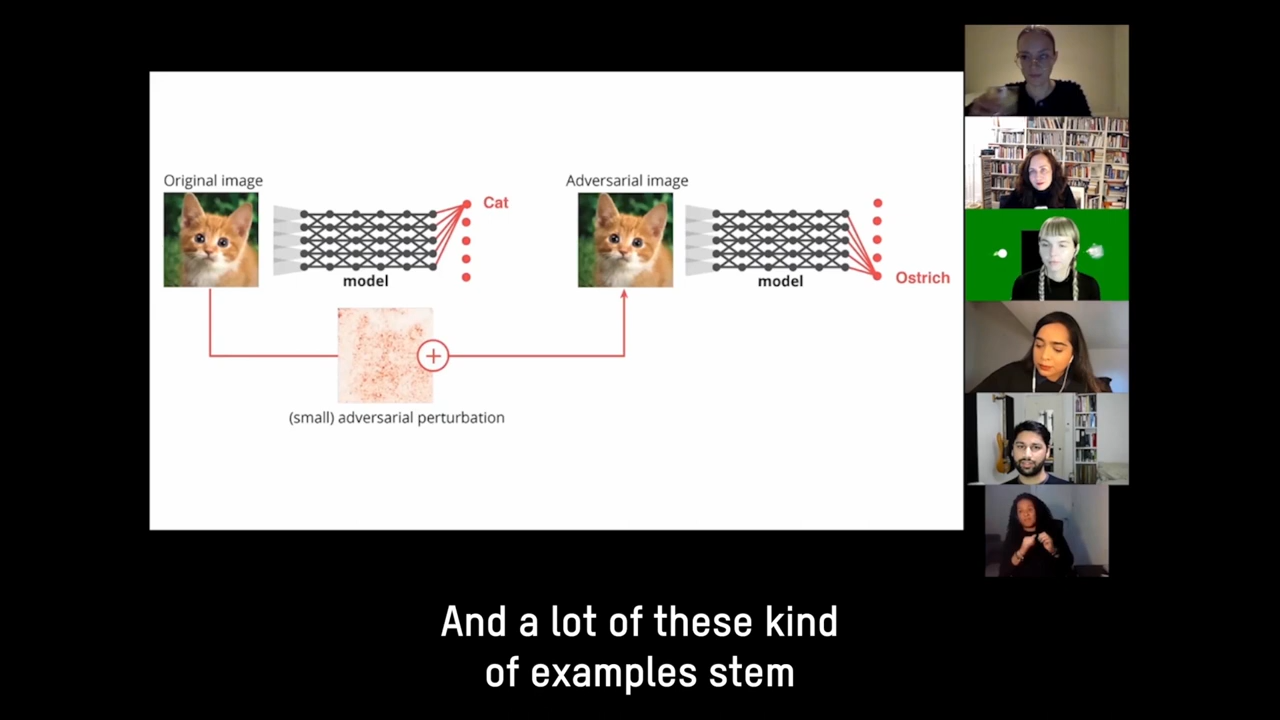 Original image
Cat
model
Adversarial image
model
Ostrich
(small) adversarial perturbation
And a lot of these kind
of examples stem